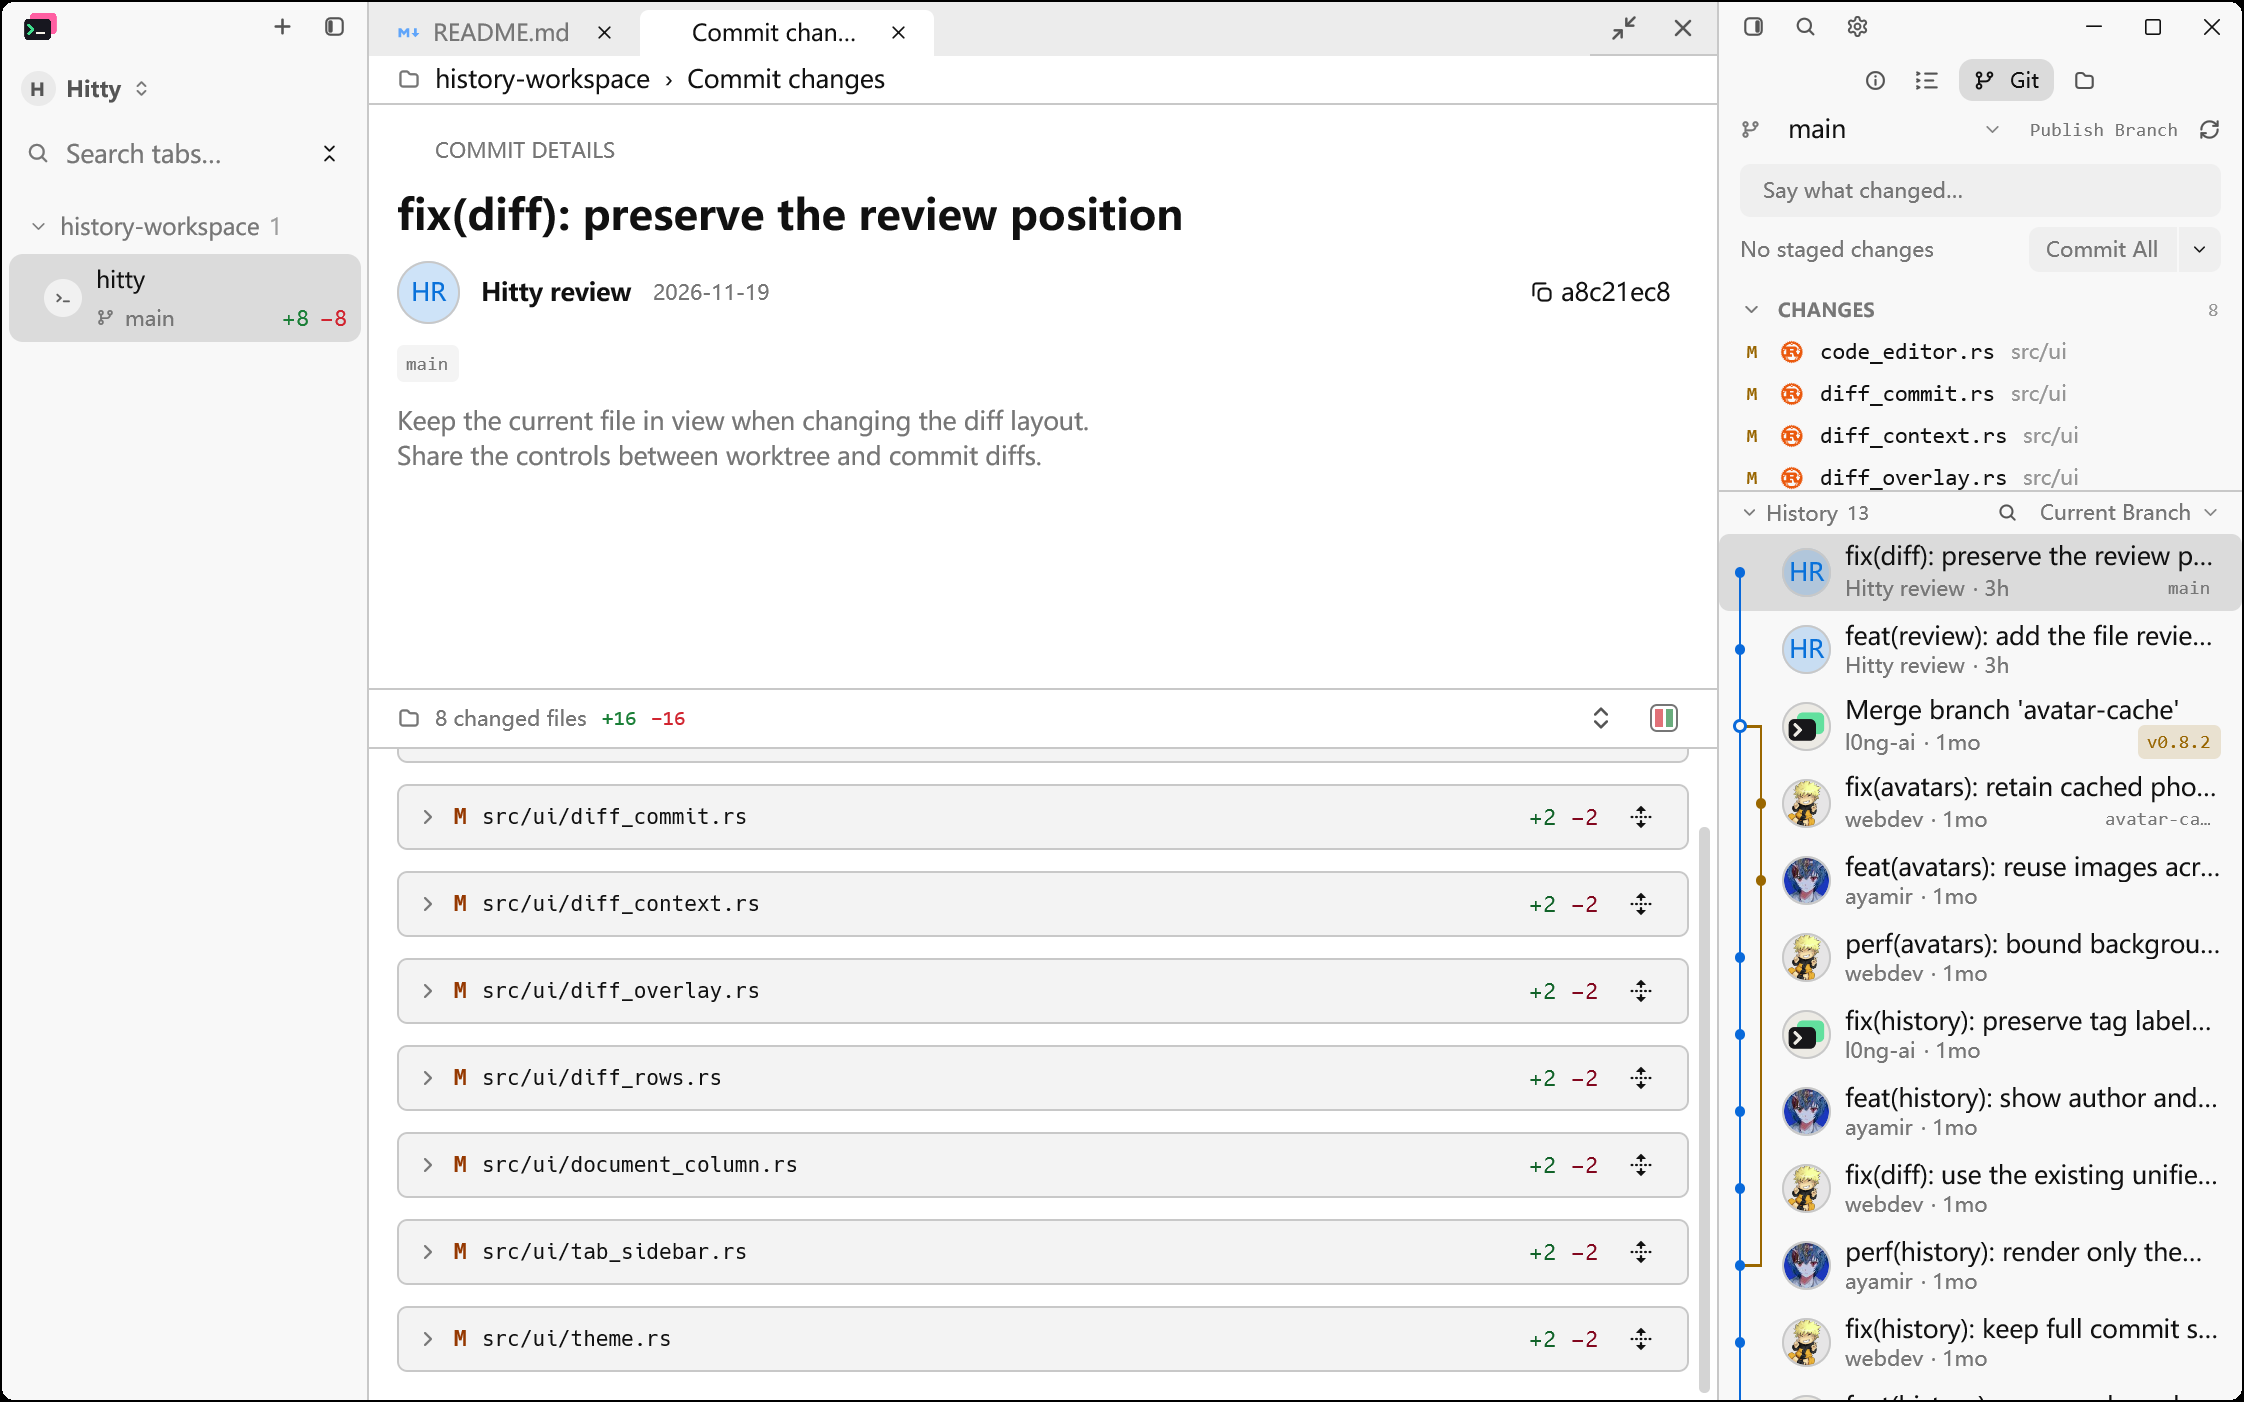 H Hitty
Search tabs...
history-workspace 1
hitty
main +8 −8
README.md
Commit chan...
history-workspace › Commit changes
COMMIT DETAILS
fix(diff): preserve the review position
HR Hitty review 2026-11-19 a8c21ec8
main
Keep the current file in view when changing the diff layout.
Share the controls between worktree and commit diffs.
8 changed files +16 −16
M src/ui/diff_commit.rs +2 −2
M src/ui/diff_context.rs +2 −2
M src/ui/diff_overlay.rs +2 −2
M src/ui/diff_rows.rs +2 −2
M src/ui/document_column.rs +2 −2
M src/ui/tab_sidebar.rs +2 −2
M src/ui/theme.rs +2 −2
Git
main Publish Branch
Say what changed...
No staged changes Commit All
CHANGES 8
M code_editor.rs src/ui
M diff_commit.rs src/ui
M diff_context.rs src/ui
M diff_overlay.rs src/ui
History 13 Current Branch
HR fix(diff): preserve the review p...
Hitty review · 3h main
HR feat(review): add the file revie...
Hitty review · 3h
Merge branch 'avatar-cache'
l0ng-ai · 1mo v0.8.2
fix(avatars): retain cached pho...
webdev · 1mo avatar-ca…
feat(avatars): reuse images acr...
ayamir · 1mo
perf(avatars): bound backgrou...
webdev · 1mo
fix(history): preserve tag label...
l0ng-ai · 1mo
feat(history): show author and...
ayamir · 1mo
fix(diff): use the existing unifie...
webdev · 1mo
perf(history): render only the...
ayamir · 1mo
fix(history): keep full commit s...
webdev · 1mo